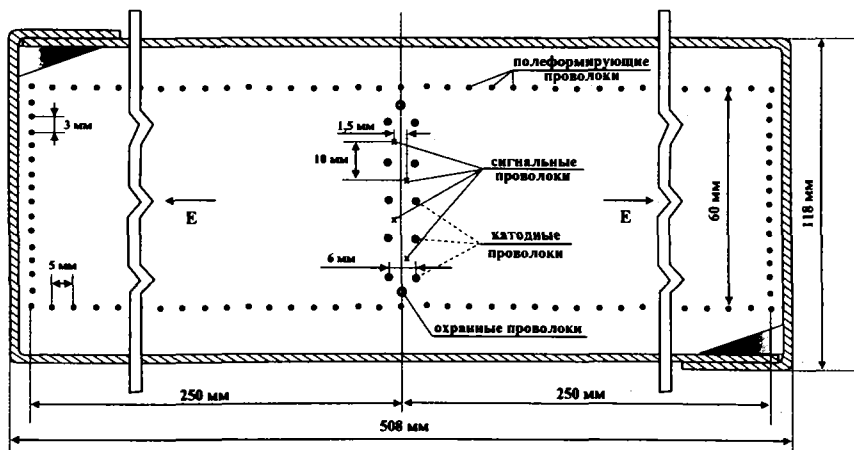 полеформирующие
проволоки
3 мм
1,5 мм
10 мм
сигнальные
проволоки
E
E
60 мм
118 мм
катодные
проволоки
5 мм
6 мм
охранные проволоки
250 мм
250 мм
508 мм